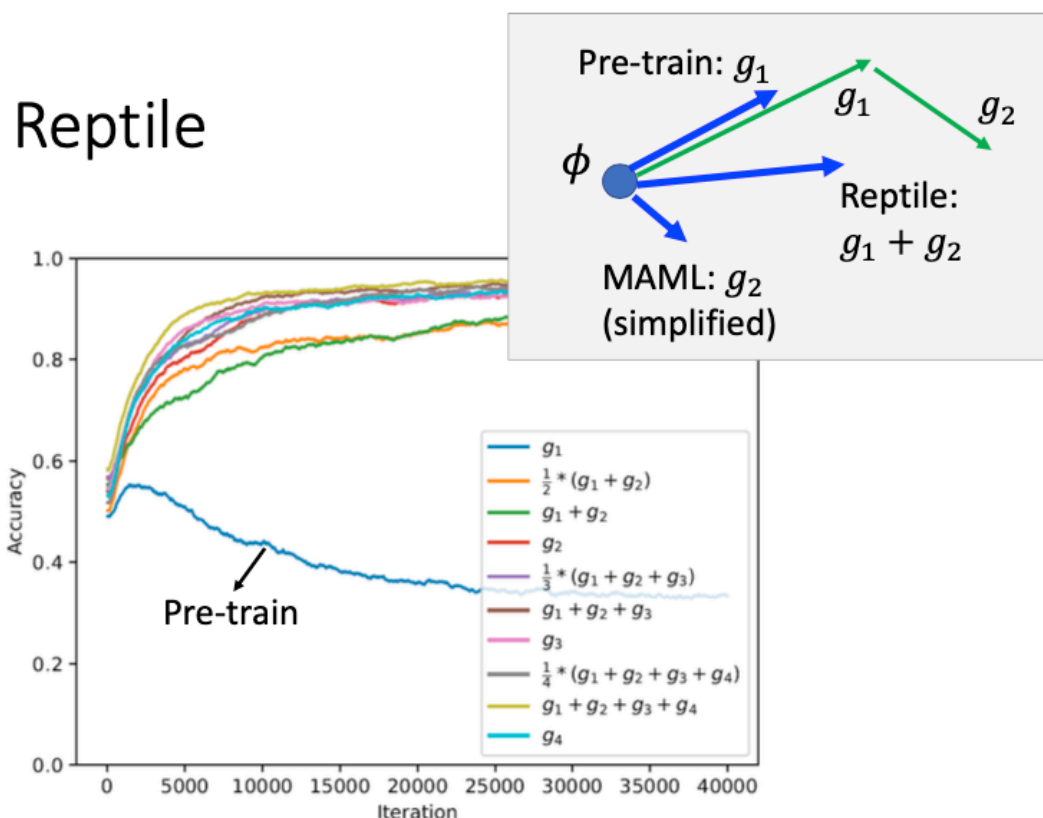 Reptile
Pre-train: g₁
g₁
g₂
ϕ
Reptile:
g₁ + g₂
MAML: g₂
(simplified)
1.0
0.8
0.6
0.4
0.2
0.0
Accuracy
Pre-train
g₁
½ * (g₁ + g₂)
g₁ + g₂
g₂
⅓ * (g₁ + g₂ + g₃)
g₁ + g₂ + g₃
g₃
¼ * (g₁ + g₂ + g₃ + g₄)
g₁ + g₂ + g₃ + g₄
g₄
0 5000 10000 15000 20000 25000 30000 35000 40000
Iteration